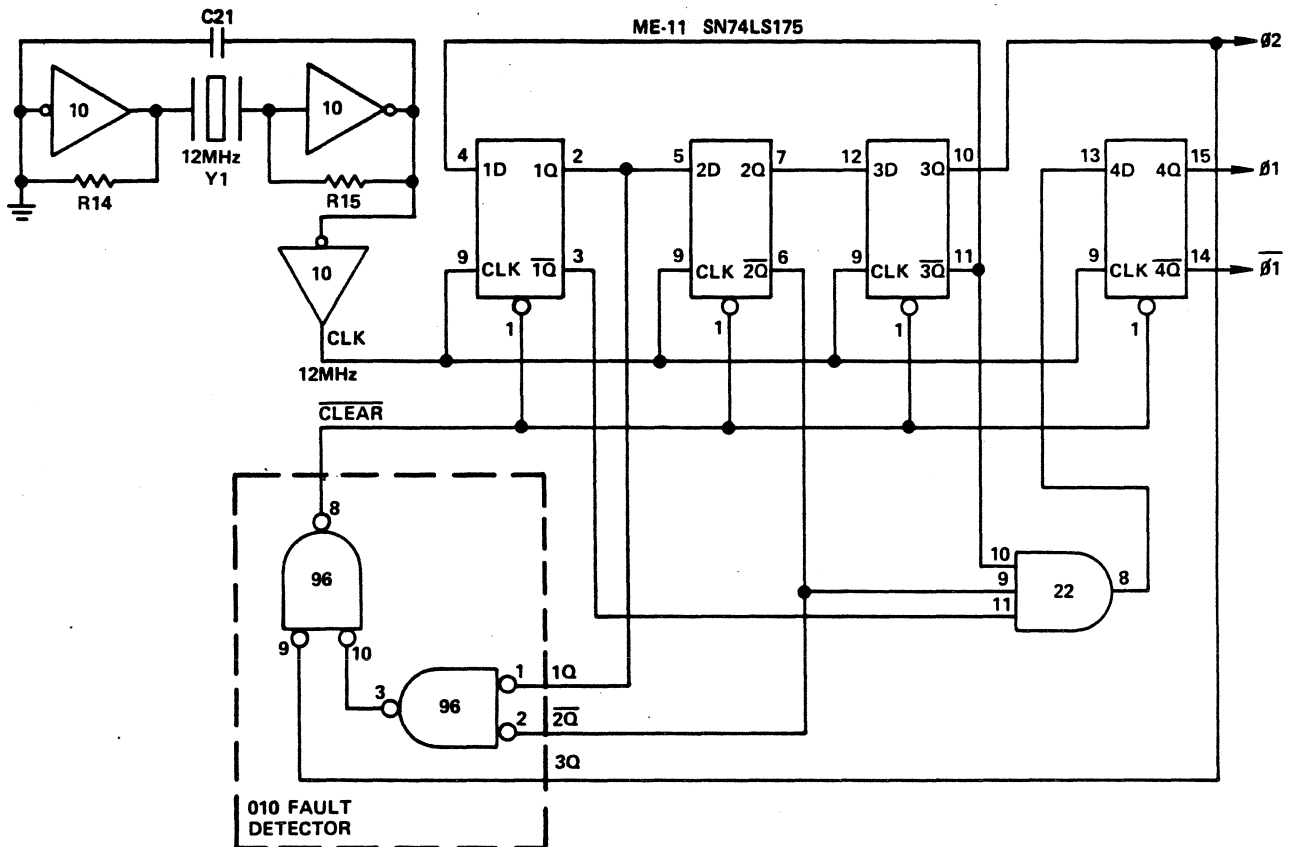 C21
ME-11 SN74LS175
ø2
10
10
12MHz
Y1
R14
R15
4
1D
1Q
2
5
2D
2Q
7
12
3D
3Q
10
13
4D
4Q
15
ø1
9
CLK
1Q̅
3
9
CLK
2Q̅
6
9
CLK
3Q̅
11
9
CLK
4Q̅
14
ø̅1̅
10
1
1
1
1
CLK
12MHz
C̅L̅E̅A̅R̅
8
96
9
10
10
9
11
22
8
3
96
1
1Q
2
2̅Q̅
3Q
010 FAULT
DETECTOR